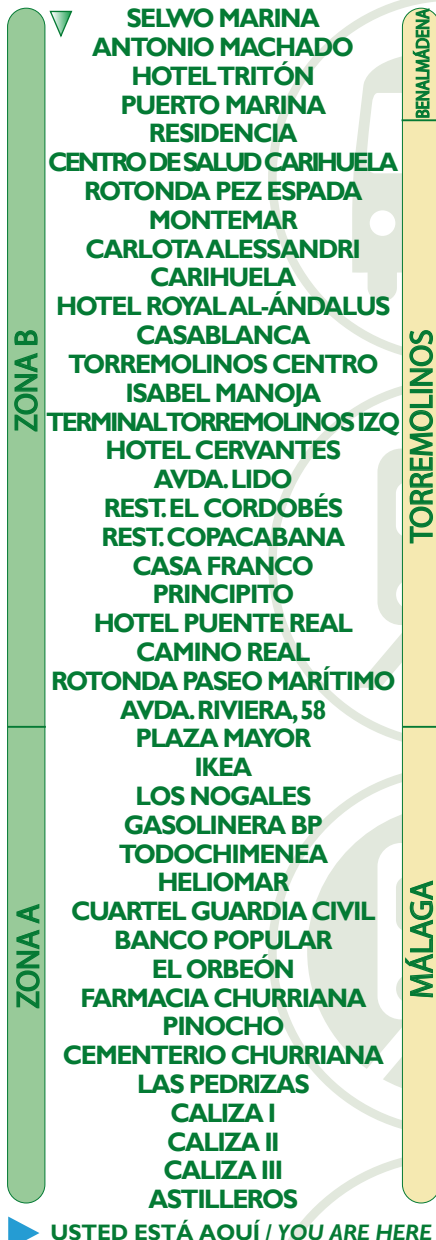 SELWO MARINA
ANTONIO MACHADO
HOTEL TRITÓN
PUERTO MARINA
RESIDENCIA
CENTRO DE SALUD CARIHUELA
ROTONDA PEZ ESPADA
MONTEMAR
CARLOTA ALESSANDRI
CARIHUELA
HOTEL ROYAL AL-ÁNDALUS
CASABLANCA
TORREMOLINOS CENTRO
ISABEL MANOJA
TERMINAL TORREMOLINOS IZQ
HOTEL CERVANTES
AVDA. LIDO
REST. EL CORDOBÉS
REST. COPACABANA
CASA FRANCO
PRINCIPITO
HOTEL PUENTE REAL
CAMINO REAL
ROTONDA PASEO MARÍTIMO
AVDA. RIVIERA, 58
PLAZA MAYOR
IKEA
LOS NOGALES
GASOLINERA BP
TODOCHIMENEA
HELIOMAR
CUARTEL GUARDIA CIVIL
BANCO POPULAR
EL ORBEÓN
FARMACIA CHURRIANA
PINOCHO
CEMENTERIO CHURRIANA
LAS PEDRIZAS
CALIZA I
CALIZA II
CALIZA III
ASTILLEROS
ZONA B
ZONA A
BENALMÁDENA
TORREMOLINOS
MÁLAGA
USTED ESTÁ AQUÍ / YOU ARE HERE